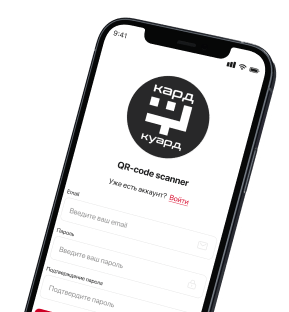 9:41
кард
куард
QR-code scanner
Уже есть аккаунт? Войти
Email
Введите ваш email
Пароль
Введите ваш пароль
Подтверждение пароля
Подтвердите пароль